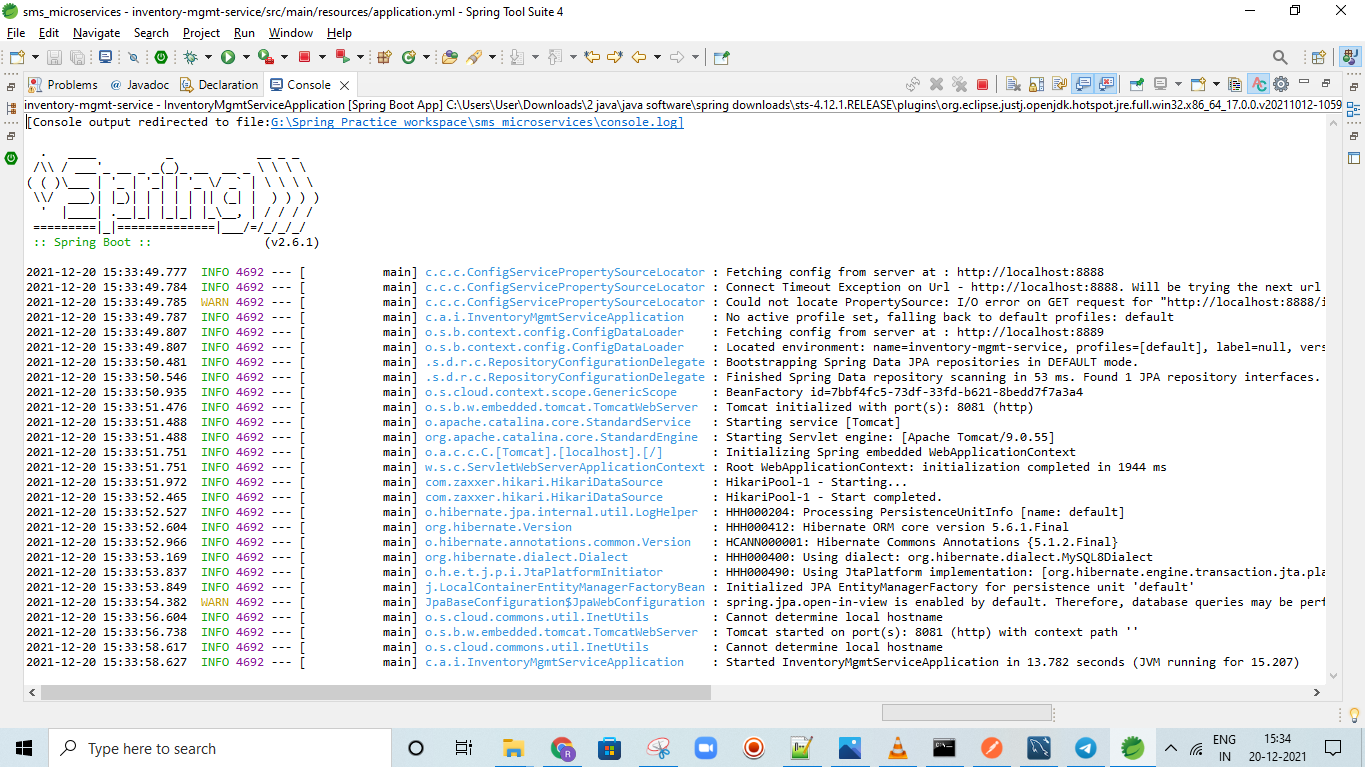 sms_microservices - inventory-mgmt-service/src/main/resources/application.yml - Spring Tool Suite 4
File Edit Navigate Search Project Run Window Help
Problems @ Javadoc Declaration Console
inventory-mgmt-service - InventoryMgmtServiceApplication [Spring Boot App] C:\Users\User\Downloads\2 java\java software\spring downloads\sts-4.12.1.RELEASE\plugins\org.eclipse.justj.openjdk.hotspot.jre.full.win32.x86_64_17.0.0.v20211012-1059
[Console output redirected to file:G:\Spring Practice workspace\sms_microservices\console.log]
  .   ____          _            __ _ _
 /\\ / ___'_ __ _ _(_)_ __  __ _ \ \ \ \
( ( )\___ | '_ | '_| | '_ \/ _` | \ \ \ \
 \\/  ___)| |_)| | | | | || (_| |  ) ) ) )
  '  |____| .__|_| |_|_| |_\__, | / / / /
 =========|_|==============|___/=/_/_/_/
 :: Spring Boot ::                (v2.6.1)
2021-12-20 15:33:49.777  INFO 4692 --- [           main] c.c.c.ConfigServicePropertySourceLocator : Fetching config from server at : http://localhost:8888
2021-12-20 15:33:49.784  INFO 4692 --- [           main] c.c.c.ConfigServicePropertySourceLocator : Connect Timeout Exception on Url - http://localhost:8888. Will be trying the next url
2021-12-20 15:33:49.785  WARN 4692 --- [           main] c.c.c.ConfigServicePropertySourceLocator : Could not locate PropertySource: I/O error on GET request for "http://localhost:8888/i
2021-12-20 15:33:49.787  INFO 4692 --- [           main] c.a.i.InventoryMgmtServiceApplication    : No active profile set, falling back to default profiles: default
2021-12-20 15:33:49.807  INFO 4692 --- [           main] o.s.b.context.config.ConfigDataLoader    : Fetching config from server at : http://localhost:8889
2021-12-20 15:33:49.807  INFO 4692 --- [           main] o.s.b.context.config.ConfigDataLoader    : Located environment: name=inventory-mgmt-service, profiles=[default], label=null, vers
2021-12-20 15:33:50.481  INFO 4692 --- [           main] .s.d.r.c.RepositoryConfigurationDelegate : Bootstrapping Spring Data JPA repositories in DEFAULT mode.
2021-12-20 15:33:50.546  INFO 4692 --- [           main] .s.d.r.c.RepositoryConfigurationDelegate : Finished Spring Data repository scanning in 53 ms. Found 1 JPA repository interfaces.
2021-12-20 15:33:50.935  INFO 4692 --- [           main] o.s.cloud.context.scope.GenericScope     : BeanFactory id=7bbf4fc5-73df-33fd-b621-8bedd7f7a3a4
2021-12-20 15:33:51.476  INFO 4692 --- [           main] o.s.b.w.embedded.tomcat.TomcatWebServer  : Tomcat initialized with port(s): 8081 (http)
2021-12-20 15:33:51.488  INFO 4692 --- [           main] o.apache.catalina.core.StandardService   : Starting service [Tomcat]
2021-12-20 15:33:51.488  INFO 4692 --- [           main] org.apache.catalina.core.StandardEngine  : Starting Servlet engine: [Apache Tomcat/9.0.55]
2021-12-20 15:33:51.751  INFO 4692 --- [           main] o.a.c.c.C.[Tomcat].[localhost].[/]       : Initializing Spring embedded WebApplicationContext
2021-12-20 15:33:51.751  INFO 4692 --- [           main] w.s.c.ServletWebServerApplicationContext : Root WebApplicationContext: initialization completed in 1944 ms
2021-12-20 15:33:51.972  INFO 4692 --- [           main] com.zaxxer.hikari.HikariDataSource       : HikariPool-1 - Starting...
2021-12-20 15:33:52.465  INFO 4692 --- [           main] com.zaxxer.hikari.HikariDataSource       : HikariPool-1 - Start completed.
2021-12-20 15:33:52.527  INFO 4692 --- [           main] o.hibernate.jpa.internal.util.LogHelper  : HHH000204: Processing PersistenceUnitInfo [name: default]
2021-12-20 15:33:52.604  INFO 4692 --- [           main] org.hibernate.Version                    : HHH000412: Hibernate ORM core version 5.6.1.Final
2021-12-20 15:33:52.966  INFO 4692 --- [           main] o.hibernate.annotations.common.Version   : HCANN000001: Hibernate Commons Annotations {5.1.2.Final}
2021-12-20 15:33:53.169  INFO 4692 --- [           main] org.hibernate.dialect.Dialect            : HHH000400: Using dialect: org.hibernate.dialect.MySQL8Dialect
2021-12-20 15:33:53.837  INFO 4692 --- [           main] o.h.e.t.j.p.i.JtaPlatformInitiator       : HHH000490: Using JtaPlatform implementation: [org.hibernate.engine.transaction.jta.pla
2021-12-20 15:33:53.849  INFO 4692 --- [           main] j.LocalContainerEntityManagerFactoryBean : Initialized JPA EntityManagerFactory for persistence unit 'default'
2021-12-20 15:33:54.382  WARN 4692 --- [           main] JpaBaseConfiguration$JpaWebConfiguration : spring.jpa.open-in-view is enabled by default. Therefore, database queries may be perf
2021-12-20 15:33:56.604  INFO 4692 --- [           main] o.s.cloud.commons.util.InetUtils         : Cannot determine local hostname
2021-12-20 15:33:56.738  INFO 4692 --- [           main] o.s.b.w.embedded.tomcat.TomcatWebServer  : Tomcat started on port(s): 8081 (http) with context path ''
2021-12-20 15:33:58.617  INFO 4692 --- [           main] o.s.cloud.commons.util.InetUtils         : Cannot determine local hostname
2021-12-20 15:33:58.627  INFO 4692 --- [           main] c.a.i.InventoryMgmtServiceApplication    : Started InventoryMgmtServiceApplication in 13.782 seconds (JVM running for 15.207)
Type here to search
ENG
IN
15:34
20-12-2021